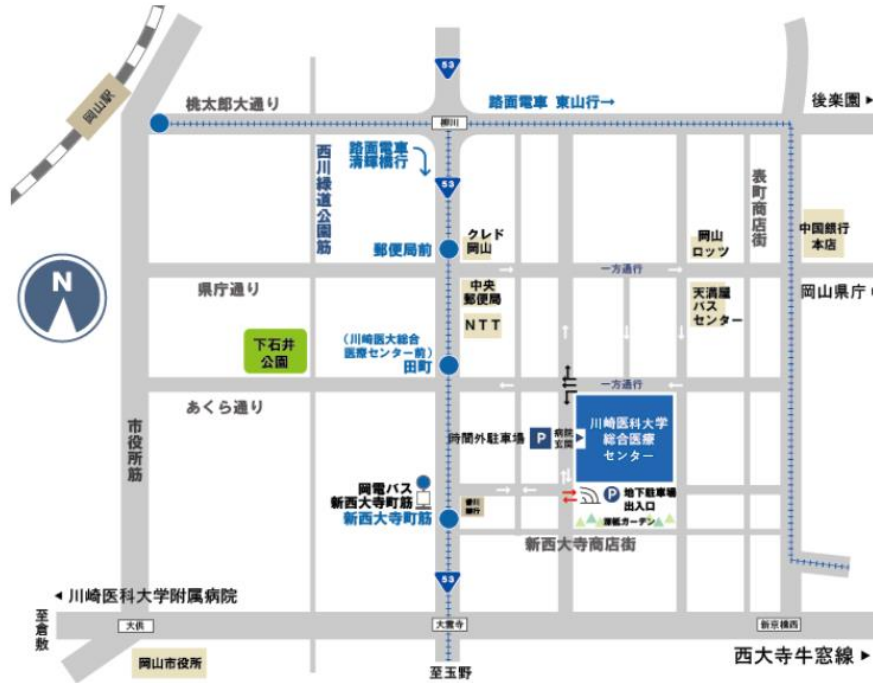 53
桃太郎大通り
路面電車 東山行→
後楽園
岡山駅
柳川
路面電車
清輝橋行
西川緑道公園筋
53
表町商店街
クレド
岡山
郵便局前
岡山
ロッツ
中国銀行
本店
一方通行
県庁通り
中央
郵便局
NTT
天満屋
バス
センター
岡山県庁
N
下石井
公園
(川崎医大総合
医療センター前)
田町
一方通行
あくら通り
市役所筋
時間外駐車場
P
病院
玄関
川崎医科大学
総合医療
センター
岡電バス
新西大寺町筋
新西大寺町筋
P
地下駐車場
出入口
ガーデン
新西大寺商店街
53
川崎医科大学附属病院
至倉敷
大供
大雲寺
新京橋西
岡山市役所
至玉野
西大寺牛窓線